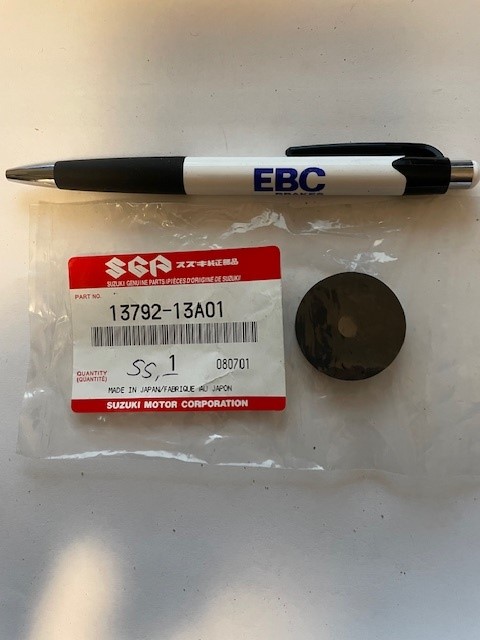 EBC
BRAKES
SGP スズキ純正部品
SUZUKI GENUINE PARTS/PIÈCES D'ORIGINE DE SUZUKI
PART NO.
13792-13A01
SS, 1 080701
QUANTITY
(QUANTITÉ)
MADE IN JAPAN/FABRIQUE AU JAPON
SUZUKI MOTOR CORPORATION